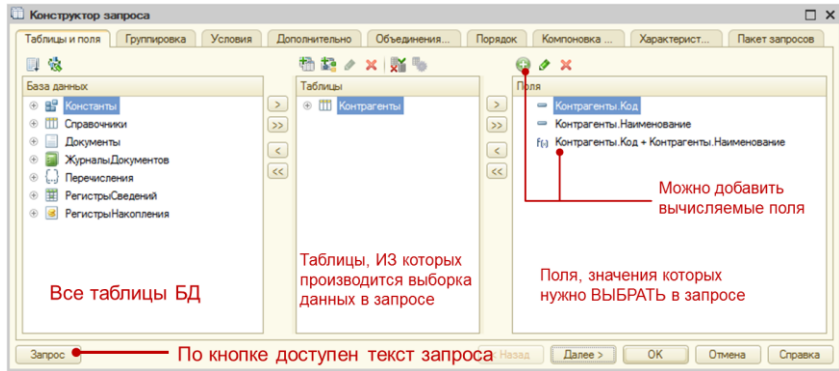 Конструктор запроса
Таблицы и поля Группировка Условия Дополнительно Объединения... Порядок Компоновка ... Характерист... Пакет запросов
База данных
Константы
Справочники
Документы
ЖурналыДокументов
Перечисления
РегистрыСведений
РегистрыНакопления
Все таблицы БД
Таблицы
Контрагенты
Таблицы, ИЗ которых
производится выборка
данных в запросе
Поля
Контрагенты.Код
Контрагенты.Наименование
Контрагенты.Код + Контрагенты.Наименование
Можно добавить
вычисляемые поля
Поля, значения которых
нужно ВЫБРАТЬ в запросе
Запрос По кнопке доступен текст запроса Назад Далее > OK Отмена Справка